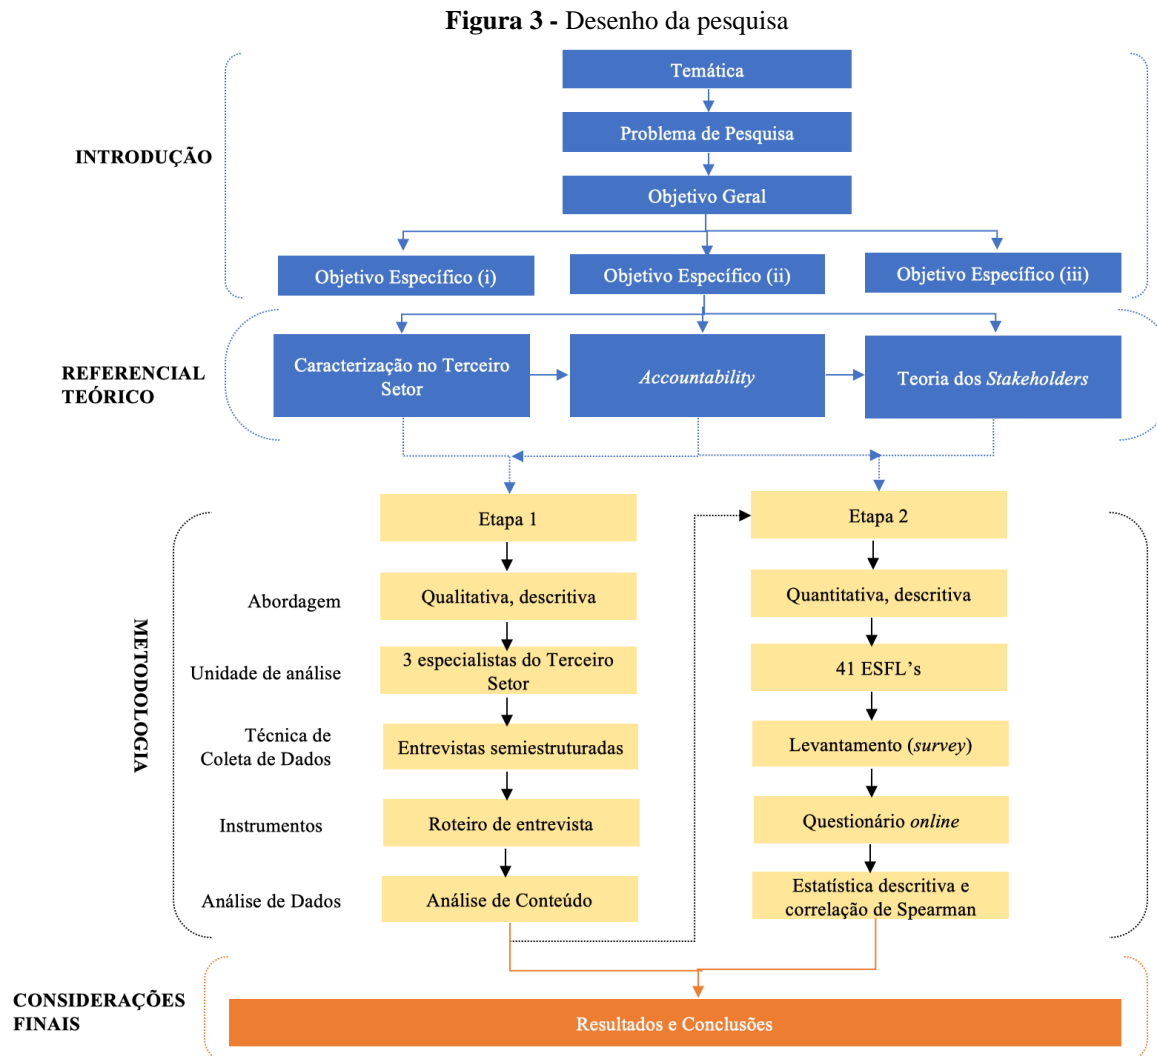 Figura 3 - Desenho da pesquisa
INTRODUÇÃO
Temática
Problema de Pesquisa
Objetivo Geral
Objetivo Específico (i)
Objetivo Específico (ii)
Objetivo Específico (iii)
REFERENCIAL
TEÓRICO
Caracterização no Terceiro
Setor
Accountability
Teoria dos Stakeholders
METODOLOGIA
Etapa 1
Etapa 2
Abordagem
Qualitativa, descritiva
Quantitativa, descritiva
Unidade de análise
3 especialistas do Terceiro
Setor
41 ESFL’s
Técnica de
Coleta de Dados
Entrevistas semiestruturadas
Levantamento (survey)
Instrumentos
Roteiro de entrevista
Questionário online
Análise de Dados
Análise de Conteúdo
Estatística descritiva e
correlação de Spearman
CONSIDERAÇÕES
FINAIS
Resultados e Conclusões